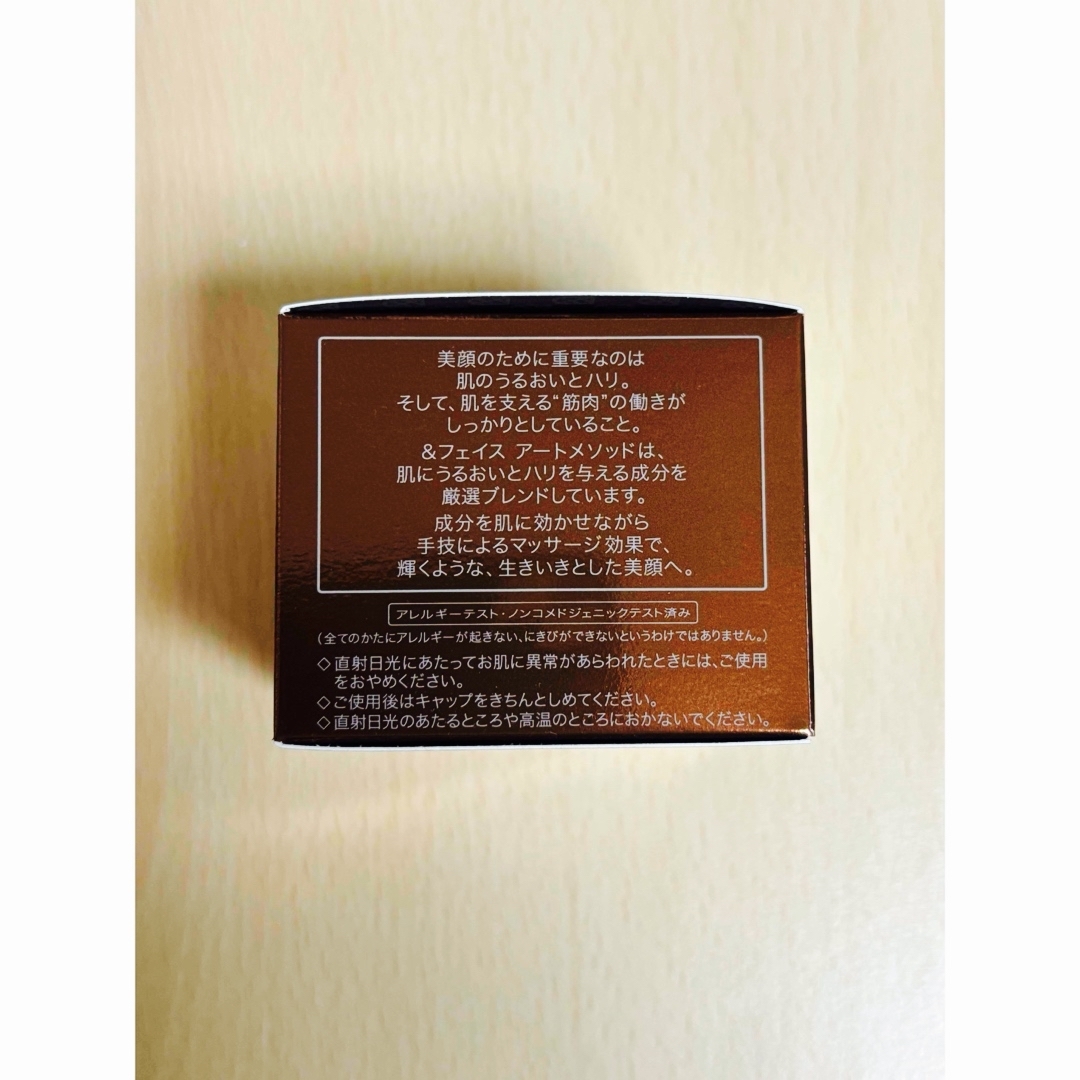 美顔のために重要なのは
肌のうるおいとハリ。
そして、肌を支える“筋肉”の働きが
しっかりとしていること。
&フェイス アートメソッドは、
肌にうるおいとハリを与える成分を
厳選ブレンドしています。
成分を肌に効かせながら
手技によるマッサージ効果で、
輝くような、生きいきとした美顔へ。
アレルギーテスト・ノンコメドジェニックテスト済み
(全てのかたにアレルギーが起きない、にきびができないというわけではありません。)
◇直射日光にあたってお肌に異常があらわれたときには、ご使用
をおやめください。
◇ご使用後はキャップをきちんとしめてください。
◇直射日光のあたるところや高温のところにおかないでください。